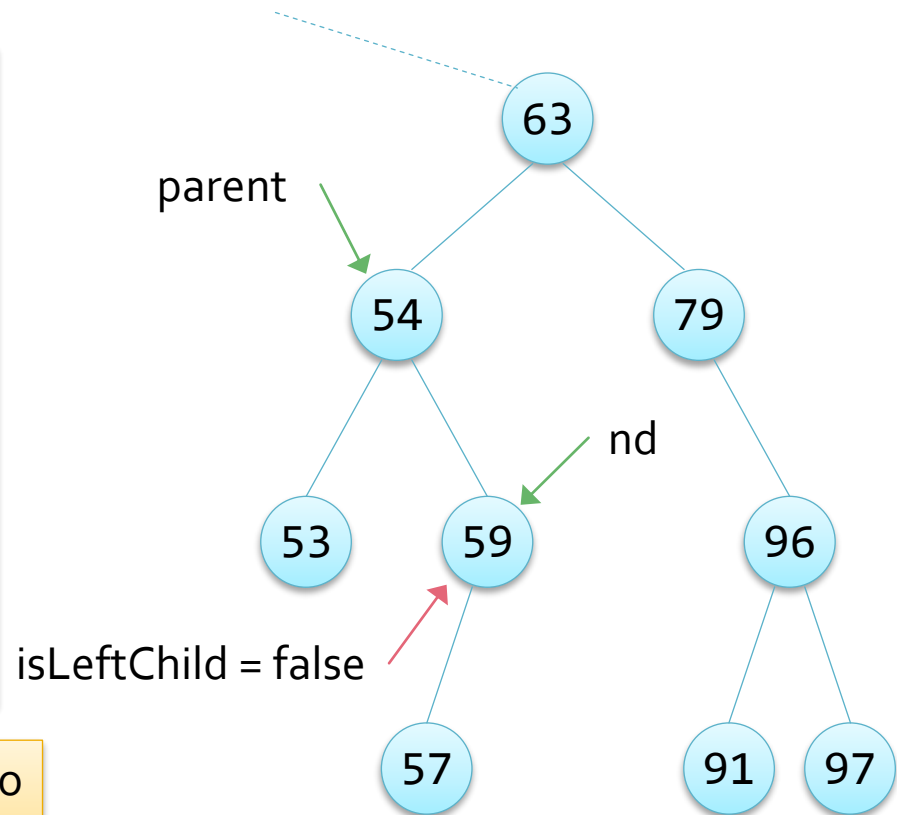 63
parent
54
79
nd
53
59
96
isLeftChild = false
57
91
97
o